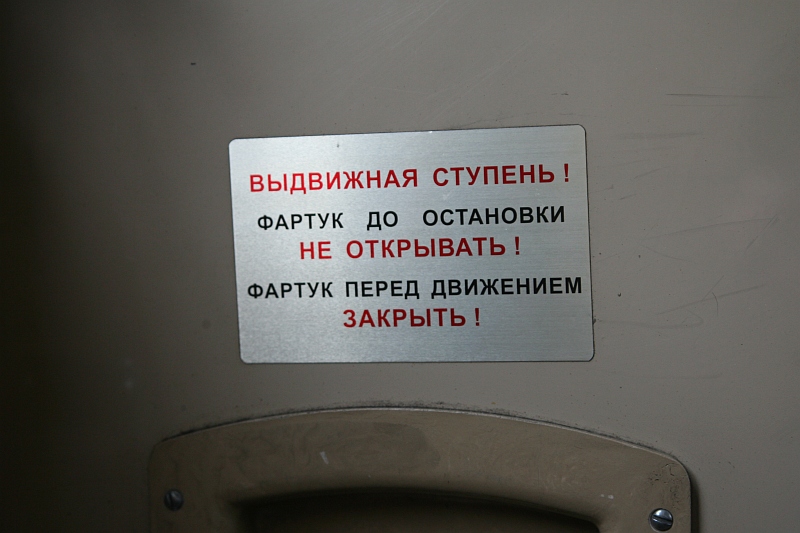 ВЫДВИЖНАЯ СТУПЕНЬ !
ФАРТУК ДО ОСТАНОВКИ
НЕ ОТКРЫВАТЬ !
ФАРТУК ПЕРЕД ДВИЖЕНИЕМ
ЗАКРЫТЬ !